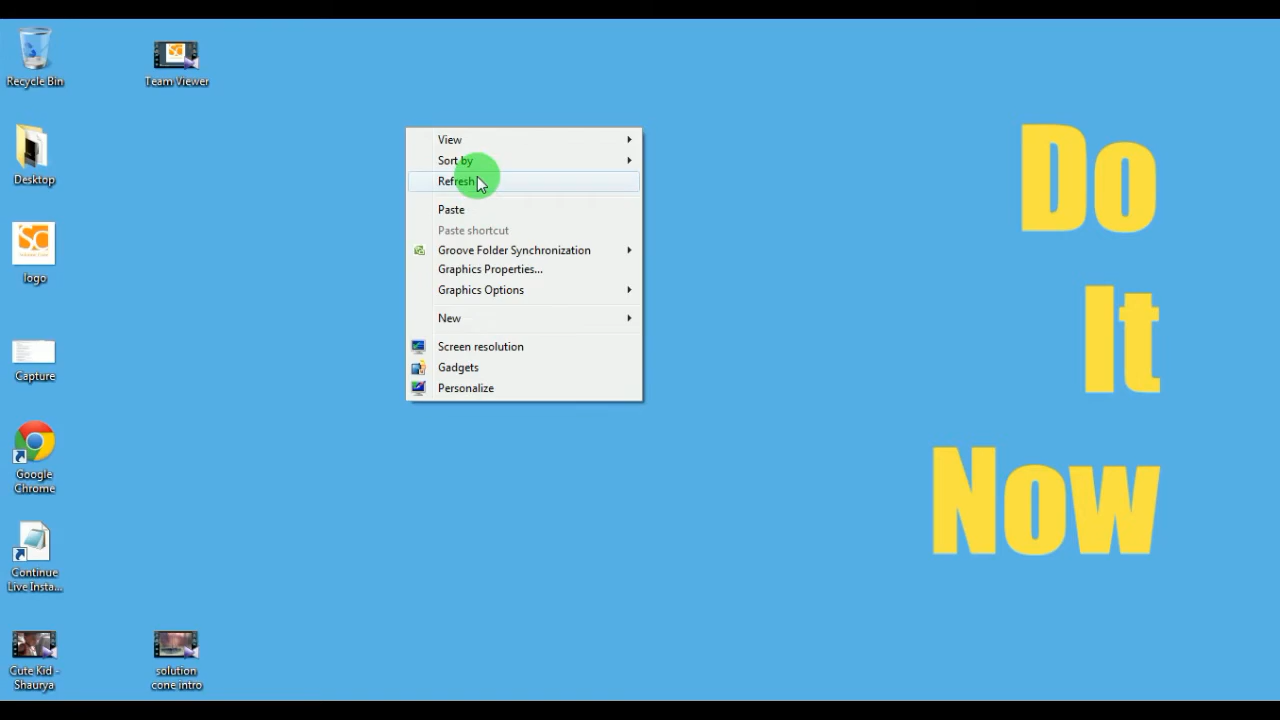 Recycle Bin
Team Viewer
Desktop
logo
Capture
Google
Chrome
Continue
Live Insta...
Cute Kid -
Shaurya
solution
cone intro
View
Sort by
Refresh
Paste
Paste shortcut
Groove Folder Synchronization
Graphics Properties...
Graphics Options
New
Screen resolution
Gadgets
Personalize
Do
It
Now
SC
SC